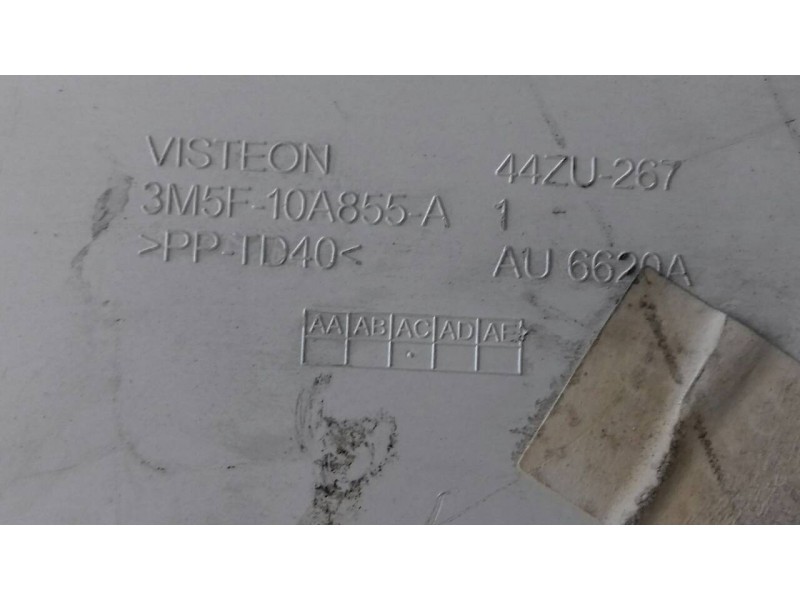 VISTEON 44ZU-267
3M5F-10A855-A 1 -
>PP-TD40< AU 6620A
AA AB AC AD AE